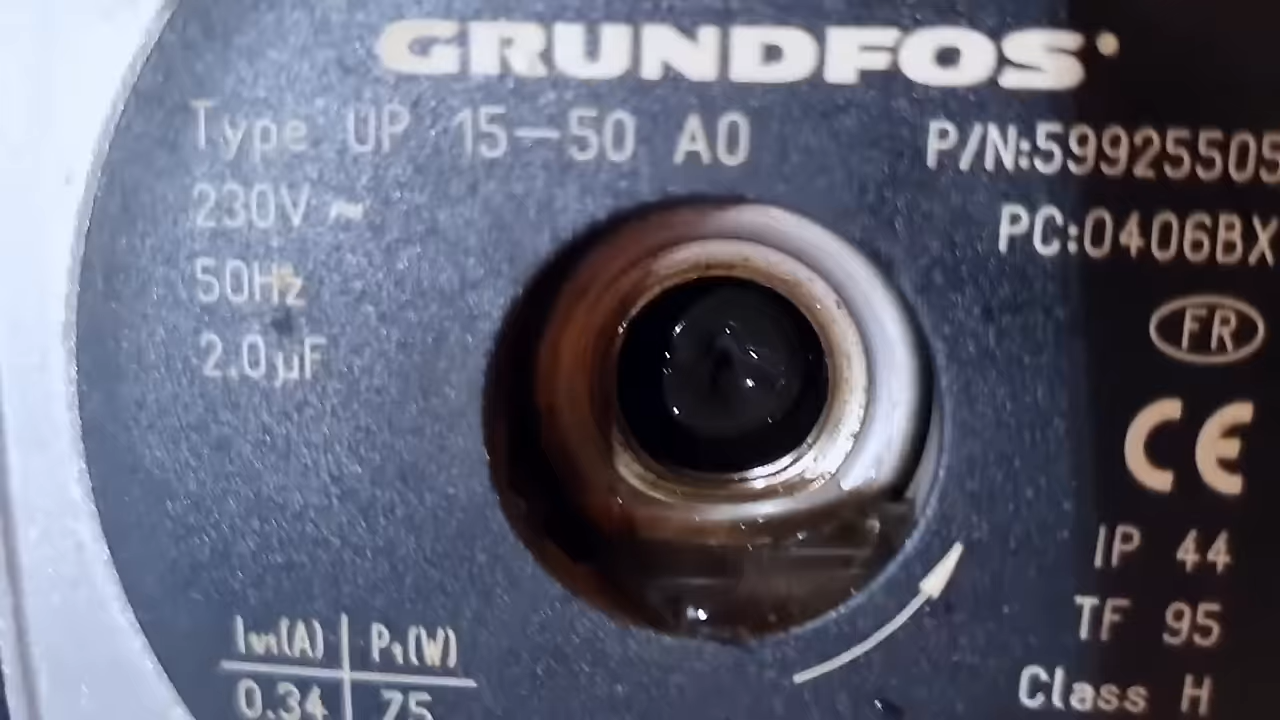 GRUNDFOS
Type UP 15-50 A0
P/N:59925505
230V ~
PC:0406BX
50Hz
2.0µF
FR
CE
IP 44
TF 95
Class H
I1/1(A) P1(W)
0.34 75